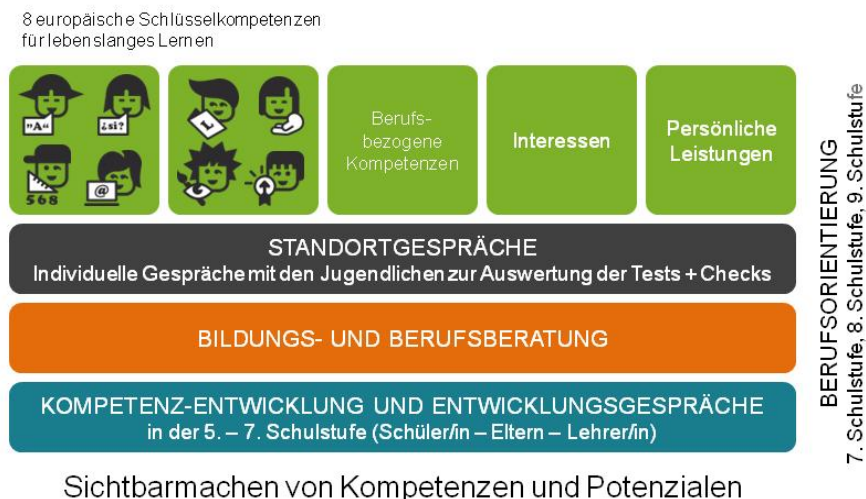 8 europäische Schlüsselkompetenzen
für lebenslanges Lernen
"A"
¿si?
568
@
L
Berufs-
bezogene
Kompetenzen
Interessen
Persönliche
Leistungen
STANDORTGESPRÄCHE
Individuelle Gespräche mit den Jugendlichen zur Auswertung der Tests + Checks
BILDUNGS- UND BERUFSBERATUNG
KOMPETENZ-ENTWICKLUNG UND ENTWICKLUNGSGESPRÄCHE
in der 5. – 7. Schulstufe (Schüler/in – Eltern – Lehrer/in)
BERUFSORIENTIERUNG
7. Schulstufe, 8. Schulstufe, 9. Schulstufe
Sichtbarmachen von Kompetenzen und Potenzialen